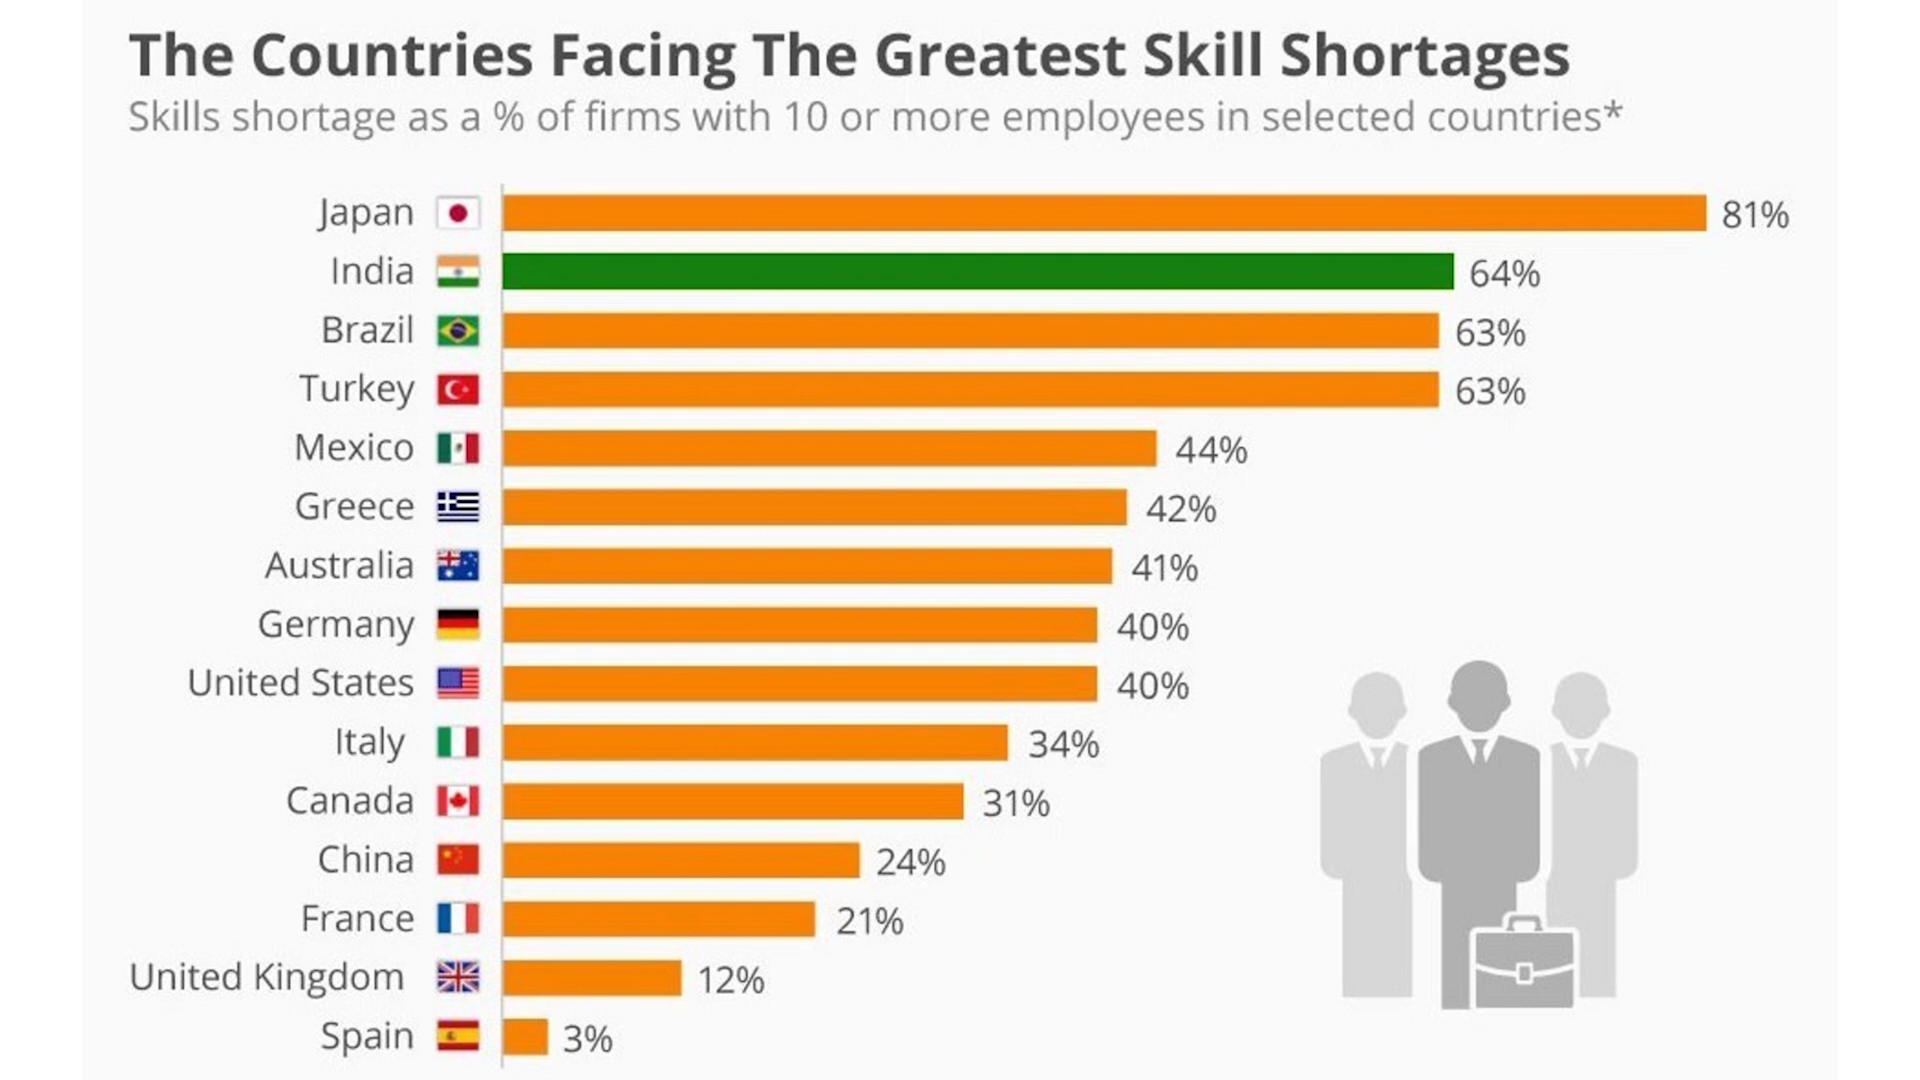 The Countries Facing The Greatest Skill Shortages
Skills shortage as a % of firms with 10 or more employees in selected countries*
Japan 81%
India 64%
Brazil 63%
Turkey 63%
Mexico 44%
Greece 42%
Australia 41%
Germany 40%
United States 40%
Italy 34%
Canada 31%
China 24%
France 21%
United Kingdom 12%
Spain 3%